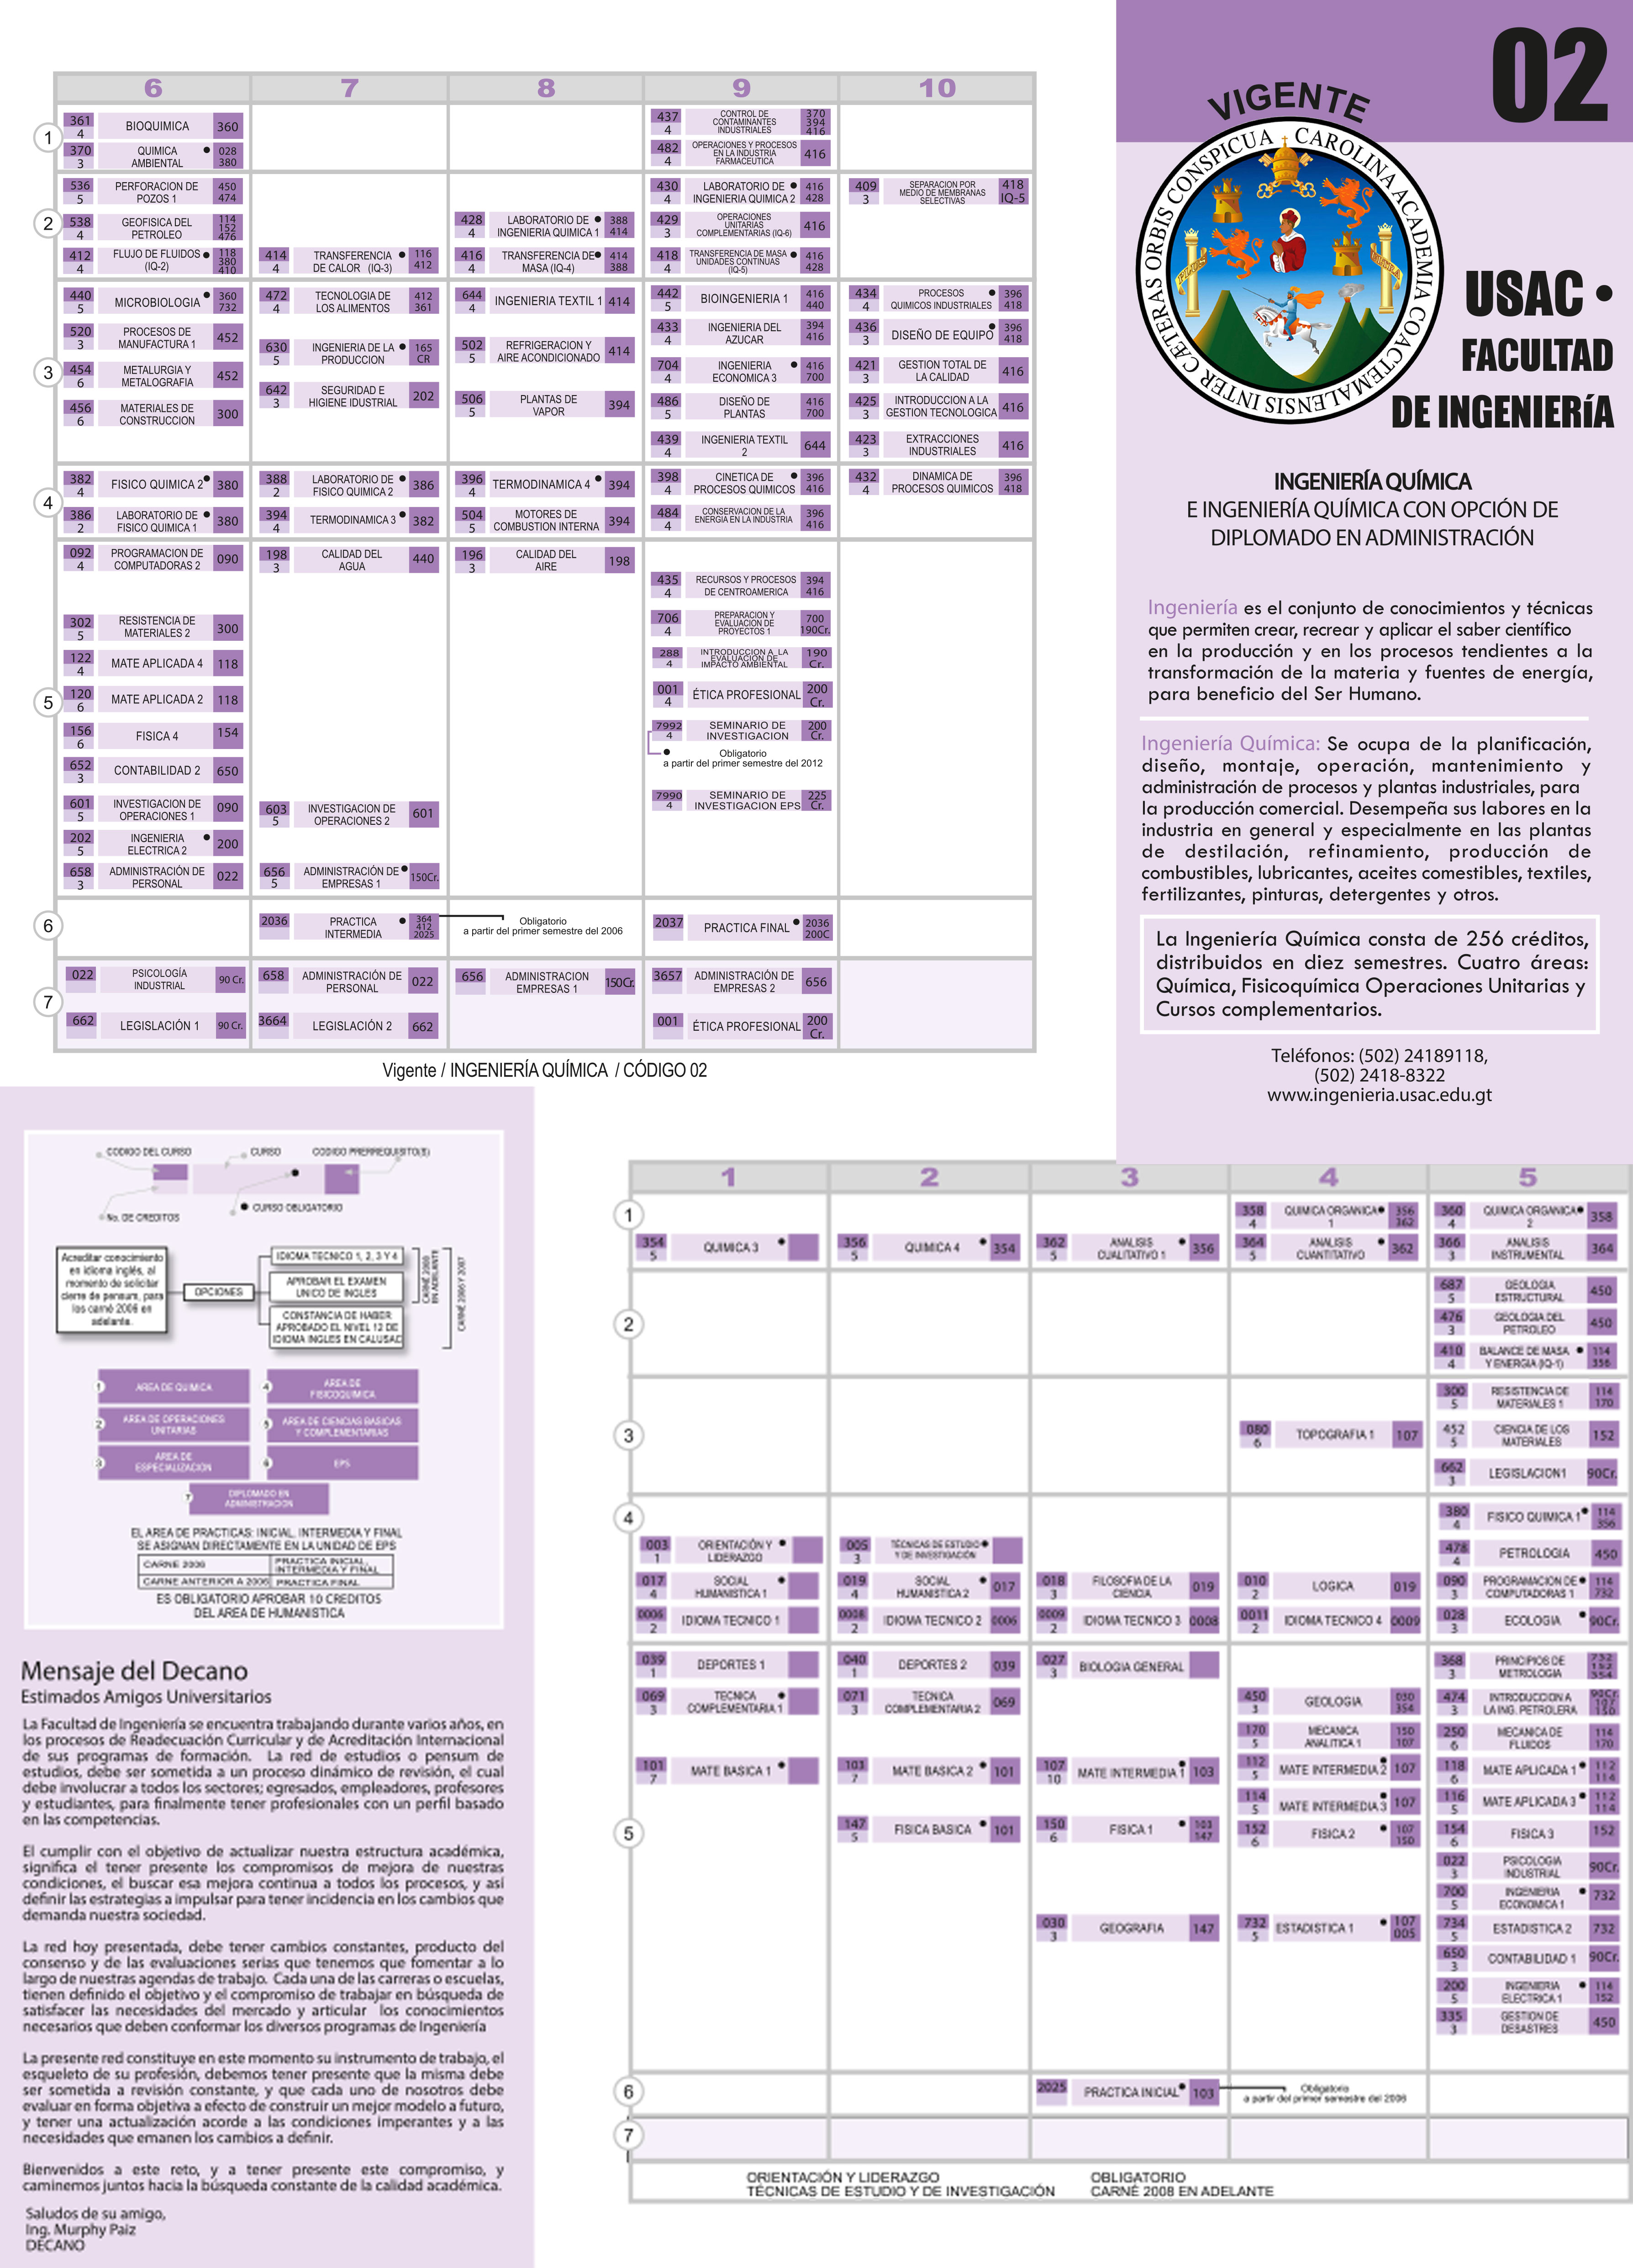 6 7 8 9 10
1
361 4 BIOQUIMICA 360
370 3 QUIMICA AMBIENTAL • 028 380
437 4 CONTROL DE CONTAMINANTES INDUSTRIALES 370 394 416
482 4 OPERACIONES Y PROCESOS EN LA INDUSTRIA FARMACEUTICA 416
2
536 5 PERFORACION DE POZOS 1 450 474
538 4 GEOFISICA DEL PETROLEO 114 152 476
412 4 FLUJO DE FLUIDOS (IQ-2) • 118 380 410
414 4 TRANSFERENCIA DE CALOR (IQ-3) • 116 412
428 4 LABORATORIO DE INGENIERIA QUIMICA 1 • 388 414
416 4 TRANSFERENCIA DE MASA (IQ-4) • 414 388
430 4 LABORATORIO DE INGENIERIA QUIMICA 2 • 416 428
429 3 OPERACIONES UNITARIAS COMPLEMENTARIAS (IQ-6) 416
418 4 TRANSFERENCIA DE MASA UNIDADES CONTINUAS (IQ-5) • 416 428
409 3 SEPARACION POR MEDIO DE MEMBRANAS SELECTIVAS 418 IQ-5
3
440 5 MICROBIOLOGIA • 360 732
520 3 PROCESOS DE MANUFACTURA 1 452
454 6 METALURGIA Y METALOGRAFIA 452
456 6 MATERIALES DE CONSTRUCCION 300
472 4 TECNOLOGIA DE LOS ALIMENTOS 412 361
630 5 INGENIERIA DE LA PRODUCCION • 165 CR
642 3 SEGURIDAD E HIGIENE IDUSTRIAL 202
644 4 INGENIERIA TEXTIL 1 414
502 5 REFRIGERACION Y AIRE ACONDICIONADO 414
506 5 PLANTAS DE VAPOR 394
442 5 BIOINGENIERIA 1 416 440
433 4 INGENIERIA DEL AZUCAR 394 416
704 4 INGENIERIA ECONOMICA 3 • 416 700
486 5 DISEÑO DE PLANTAS 416 700
439 4 INGENIERIA TEXTIL 2 644
434 4 PROCESOS QUIMICOS INDUSTRIALES • 396 418
436 3 DISEÑO DE EQUIPO • 396 418
421 3 GESTION TOTAL DE LA CALIDAD 416
425 3 INTRODUCCION A LA GESTION TECNOLOGICA 416
423 3 EXTRACCIONES INDUSTRIALES 416
4
382 4 FISICO QUIMICA 2 • 380
386 2 LABORATORIO DE FISICO QUIMICA 1 • 380
388 2 LABORATORIO DE FISICO QUIMICA 2 • 386
394 4 TERMODINAMICA 3 • 382
396 4 TERMODINAMICA 4 • 394
504 5 MOTORES DE COMBUSTION INTERNA 394
398 4 CINETICA DE PROCESOS QUIMICOS • 396 416
484 4 CONSERVACION DE LA ENERGIA EN LA INDUSTRIA 396 416
432 4 DINAMICA DE PROCESOS QUIMICOS 396 418
5
092 4 PROGRAMACION DE COMPUTADORAS 2 090
302 5 RESISTENCIA DE MATERIALES 2 300
122 4 MATE APLICADA 4 118
120 6 MATE APLICADA 2 118
156 6 FISICA 4 154
652 3 CONTABILIDAD 2 650
601 5 INVESTIGACION DE OPERACIONES 1 090
202 5 INGENIERIA ELECTRICA 2 • 200
658 3 ADMINISTRACIÓN DE PERSONAL 022
198 3 CALIDAD DEL AGUA 440
603 5 INVESTIGACION DE OPERACIONES 2 601
656 5 ADMINISTRACIÓN DE EMPRESAS 1 • 150Cr.
196 3 CALIDAD DEL AIRE 198
435 4 RECURSOS Y PROCESOS DE CENTROAMERICA 394 416
706 4 PREPARACION Y EVALUACION DE PROYECTOS 1 700 190Cr.
288 4 INTRODUCCION A LA EVALUACION DE IMPACTO AMBIENTAL 190 Cr.
001 4 ÉTICA PROFESIONAL 200 Cr.
7992 4 SEMINARIO DE INVESTIGACION 200 Cr.
• Obligatorio
a partir del primer semestre del 2012
7990 4 SEMINARIO DE INVESTIGACION EPS 225 Cr.
6
2036 PRACTICA INTERMEDIA • 364 412 2025
Obligatorio
a partir del primer semestre del 2006
2037 PRACTICA FINAL • 2036 200C
7
022 PSICOLOGÍA INDUSTRIAL 90 Cr.
662 LEGISLACIÓN 1 90 Cr.
658 ADMINISTRACIÓN DE PERSONAL 022
3664 LEGISLACIÓN 2 662
656 ADMINISTRACION EMPRESAS 1 150Cr.
3657 ADMINISTRACIÓN DE EMPRESAS 2 656
001 ÉTICA PROFESIONAL 200 Cr.
Vigente / INGENIERÍA QUÍMICA / CÓDIGO 02
02
VIGENTE
CAROLINA ACADEMIA COACTEMALENSIS INTER CÆTERAS ORBIS CONSPICUA
USAC •
FACULTAD
DE INGENIERíA
INGENIERÍA QUÍMICA
E INGENIERÍA QUÍMICA CON OPCIÓN DE
DIPLOMADO EN ADMINISTRACIÓN
Ingeniería es el conjunto de conocimientos y técnicas
que permiten crear, recrear y aplicar el saber científico
en la producción y en los procesos tendientes a la
transformación de la materia y fuentes de energía,
para beneficio del Ser Humano.
Ingeniería Química: Se ocupa de la planificación,
diseño, montaje, operación, mantenimiento y
administración de procesos y plantas industriales, para
la producción comercial. Desempeña sus labores en la
industria en general y especialmente en las plantas
de destilación, refinamiento, producción de
combustibles, lubricantes, aceites comestibles, textiles,
fertilizantes, pinturas, detergentes y otros.
La Ingeniería Química consta de 256 créditos,
distribuidos en diez semestres. Cuatro áreas:
Química, Fisicoquímica Operaciones Unitarias y
Cursos complementarios.
Teléfonos: (502) 24189118,
(502) 2418-8322
www.ingenieria.usac.edu.gt
CODIGO DEL CURSO CURSO CODIGO PRERREQUISITO(S)
No. DE CREDITOS • CURSO OBLIGATORIO
Acreditar conocimiento
en idioma inglés, al
momento de solicitar
cierre de pensum, para
los carné 2006 en
adelante.
OPCIONES
IDIOMA TECNICO 1, 2, 3 Y 4
APROBAR EL EXAMEN
UNICO DE INGLES
CONSTANCIA DE HABER
APROBADO EL NIVEL 12 DE
IDIOMA INGLES EN CALUSAC
CARNÉ 2008
EN ADELANTE
CARNÉ 2006 Y 2007
1 AREA DE QUIMICA
4 AREA DE FISICOQUIMICA
2 AREA DE OPERACIONES UNITARIAS
5 AREA DE CIENCIAS BASICAS Y COMPLEMENTARIAS
3 AREA DE ESPECIALIZACION
6 EPS
7 DIPLOMADO EN ADMINISTRACION
EL AREA DE PRACTICAS: INICIAL, INTERMEDIA Y FINAL
SE ASIGNAN DIRECTAMENTE EN LA UNIDAD DE EPS
CARNE 2006 PRACTICA INICIAL, INTERMEDIA Y FINAL
CARNE ANTERIOR A 2006 PRACTICA FINAL
ES OBLIGATORIO APROBAR 10 CREDITOS
DEL AREA DE HUMANISTICA
Mensaje del Decano
Estimados Amigos Universitarios
La Facultad de Ingeniería se encuentra trabajando durante varios años, en
los procesos de Readecuación Curricular y de Acreditación Internacional
de sus programas de formación. La red de estudios o pensum de
estudios, debe ser sometida a un proceso dinámico de revisión, el cual
debe involucrar a todos los sectores; egresados, empleadores, profesores
y estudiantes, para finalmente tener profesionales con un perfil basado
en las competencias.
El cumplir con el objetivo de actualizar nuestra estructura académica,
significa el tener presente los compromisos de mejora de nuestras
condiciones, el buscar esa mejora continua a todos los procesos, y así
definir las estrategias a impulsar para tener incidencia en los cambios que
demanda nuestra sociedad.
La red hoy presentada, debe tener cambios constantes, producto del
consenso y de las evaluaciones serias que tenemos que fomentar a lo
largo de nuestras agendas de trabajo. Cada una de las carreras o escuelas,
tienen definido el objetivo y el compromiso de trabajar en búsqueda de
satisfacer las necesidades del mercado y articular los conocimientos
necesarios que deben conformar los diversos programas de Ingeniería
La presente red constituye en este momento su instrumento de trabajo, el
esqueleto de su profesión, debemos tener presente que la misma debe
ser sometida a revisión constante, y que cada uno de nosotros debe
evaluar en forma objetiva a efecto de construir un mejor modelo a futuro,
y tener una actualización acorde a las condiciones imperantes y a las
necesidades que emanen los cambios a definir.
Bienvenidos a este reto, y a tener presente este compromiso, y
caminemos juntos hacia la búsqueda constante de la calidad académica.
Saludos de su amigo,
Ing. Murphy Paiz
DECANO
1 2 3 4 5
1
354 5 QUIMICA 3 •
356 5 QUIMICA 4 • 354
362 5 ANALISIS CUALITATIVO 1 • 356
358 4 QUIMICA ORGANICA 1 • 356 362
364 5 ANALISIS CUANTITATIVO • 362
360 4 QUIMICA ORGANICA 2 • 358
366 3 ANALISIS INSTRUMENTAL 364
2
687 5 GEOLOGIA ESTRUCTURAL 450
476 3 GEOLOGIA DEL PETROLEO 450
410 4 BALANCE DE MASA Y ENERGIA (IQ-1) • 114 356
3
080 6 TOPOGRAFIA 1 107
300 5 RESISTENCIA DE MATERIALES 1 114 170
452 5 CIENCIA DE LOS MATERIALES 152
662 3 LEGISLACION1 90Cr.
4
380 4 FISICO QUIMICA 1 • 114 356
478 4 PETROLOGIA 450
003 1 ORIENTACIÓN Y LIDERAZGO •
005 3 TÉCNICAS DE ESTUDIO Y DE INVESTIGACIÓN •
017 4 SOCIAL HUMANISTICA 1 •
019 4 SOCIAL HUMANISTICA 2 • 017
018 3 FILOSOFIA DE LA CIENCIA 019
010 2 LOGICA 019
090 3 PROGRAMACION DE COMPUTADORAS 1 • 114 732
0006 2 IDIOMA TECNICO 1
0008 2 IDIOMA TECNICO 2 0006
0009 2 IDIOMA TECNICO 3 0008
0011 2 IDIOMA TECNICO 4 0009
028 3 ECOLOGIA • 90Cr.
5
039 1 DEPORTES 1
040 1 DEPORTES 2 039
027 3 BIOLOGIA GENERAL
368 3 PRINCIPIOS DE METROLOGIA 732 152 354
069 3 TECNICA COMPLEMENTARIA 1 •
071 3 TECNICA COMPLEMENTARIA 2 069
450 3 GEOLOGIA 030 354
474 3 INTRODUCCION A LA ING. PETROLERA 90Cr. 107 150
170 5 MECANICA ANALITICA 1 150 107
250 6 MECANICA DE FLUIDOS 114 170
101 7 MATE BASICA 1 •
103 7 MATE BASICA 2 • 101
107 10 MATE INTERMEDIA 1 • 103
112 5 MATE INTERMEDIA 2 • 107
118 6 MATE APLICADA 1 • 112 114
114 5 MATE INTERMEDIA 3 • 107
116 5 MATE APLICADA 3 • 112 114
147 5 FISICA BASICA • 101
150 6 FISICA 1 • 103 147
152 6 FISICA 2 • 107 150
154 6 FISICA 3 152
022 3 PSICOLOGIA INDUSTRIAL 90Cr.
700 5 INGENIERIA ECONOMICA 1 • 732
030 3 GEOGRAFIA 147
732 5 ESTADISTICA 1 • 107 005
734 5 ESTADISTICA 2 732
650 3 CONTABILIDAD 1 90Cr.
200 5 INGENIERIA ELECTRICA 1 • 114 152
335 3 GESTION DE DESASTRES 450
6
2025 PRACTICA INICIAL • 103
Obligatorio
a partir del primer semestre del 2006
7
ORIENTACIÓN Y LIDERAZGO OBLIGATORIO
TÉCNICAS DE ESTUDIO Y DE INVESTIGACIÓN CARNÉ 2008 EN ADELANTE